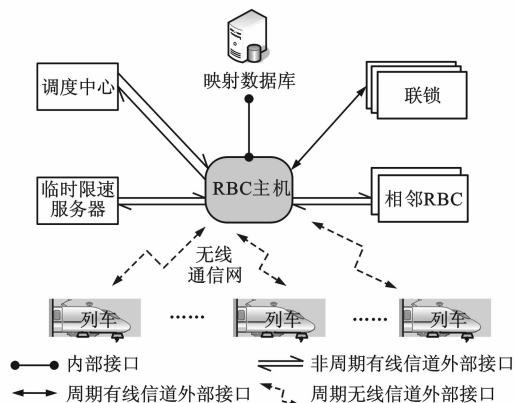 映射数据库
调度中心
联锁
RBC主机
临时限速
服务器
相邻RBC
无线
通信网
列车
……
列车
……
列车
内部接口
非周期有线信道外部接口
周期有线信道外部接口
周期无线信道外部接口